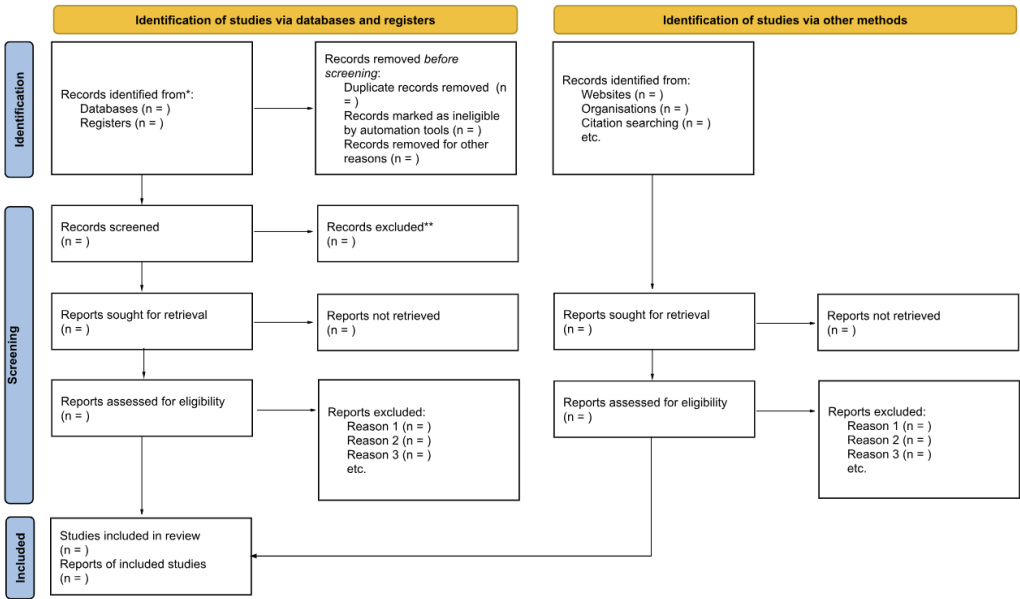 Identification of studies via databases and registers
Identification of studies via other methods
Identification
Records identified from*:
Databases (n = )
Registers (n = )
Records removed before
screening:
Duplicate records removed (n
= )
Records marked as ineligible
by automation tools (n = )
Records removed for other
reasons (n = )
Records identified from:
Websites (n = )
Organisations (n = )
Citation searching (n = )
etc.
Screening
Records screened
(n = )
Records excluded**
(n = )
Reports sought for retrieval
(n = )
Reports not retrieved
(n = )
Reports sought for retrieval
(n = )
Reports not retrieved
(n = )
Reports assessed for eligibility
(n = )
Reports excluded:
Reason 1 (n = )
Reason 2 (n = )
Reason 3 (n = )
etc.
Reports assessed for eligibility
(n = )
Reports excluded:
Reason 1 (n = )
Reason 2 (n = )
Reason 3 (n = )
etc.
Included
Studies included in review
(n = )
Reports of included studies
(n = )